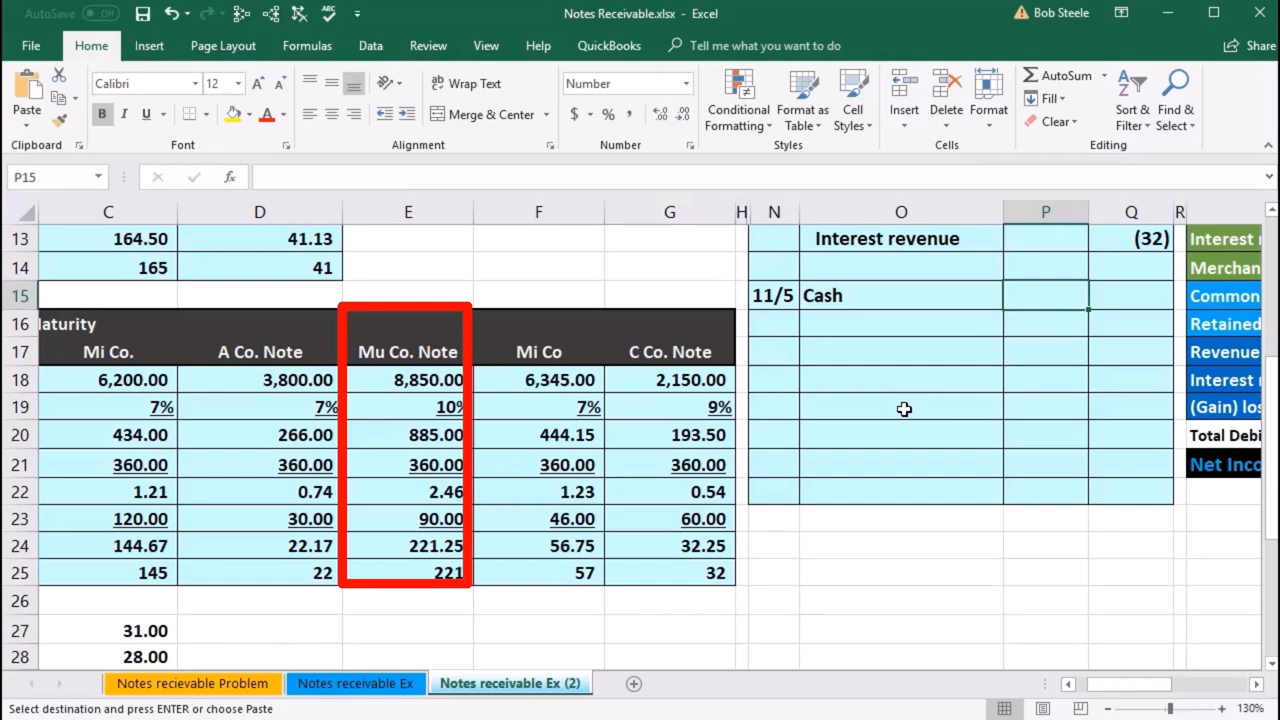 AutoSave Off Notes Receivable.xlsx - Excel Bob Steele
File Home Insert Page Layout Formulas Data Review View Help QuickBooks Tell me what you want to do Share
Calibri 12 Wrap Text Number AutoSum
Paste Merge & Center Conditional Formatting Format as Table Cell Styles Insert Delete Format Fill Clear Sort & Filter Find & Select
Clipboard Font Alignment Number Styles Cells Editing
P15 fx
C D E F G H N O P Q R
13 164.50 41.13 Interest revenue (32) Interest
14 165 41 Merchan
15 11/5 Cash Common
16 laturity Retained
17 Mi Co. A Co. Note Mu Co. Note Mi Co C Co. Note Revenue
18 6,200.00 3,800.00 8,850.00 6,345.00 2,150.00 Interest
19 7% 7% 10% 7% 9% (Gain) los
20 434.00 266.00 885.00 444.15 193.50 Total Debi
21 360.00 360.00 360.00 360.00 360.00 Net Inco
22 1.21 0.74 2.46 1.23 0.54
23 120.00 30.00 90.00 46.00 60.00
24 144.67 22.17 221.25 56.75 32.25
25 145 22 221 57 32
26
27 31.00
28 28.00
Notes recievable Problem Notes receivable Ex Notes receivable Ex (2)
Select destination and press ENTER or choose Paste 130%